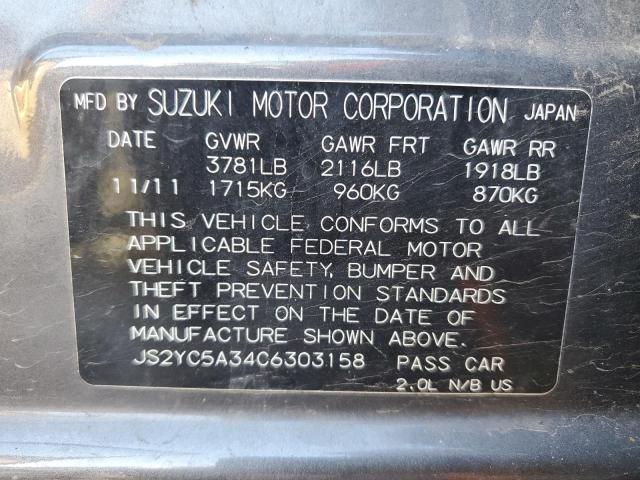 MFD BY SUZUKI MOTOR CORPORATION JAPAN
DATE GVWR GAWR FRT GAWR RR
3781LB 2116LB 1918LB
11/11 1715KG 960KG 870KG
THIS VEHICLE CONFORMS TO ALL
APPLICABLE FEDERAL MOTOR
VEHICLE SAFETY, BUMPER AND
THEFT PREVENTION STANDARDS
IN EFFECT ON THE DATE OF
MANUFACTURE SHOWN ABOVE.
JS2YC5A34C6303158 PASS CAR
2.0L N/B US